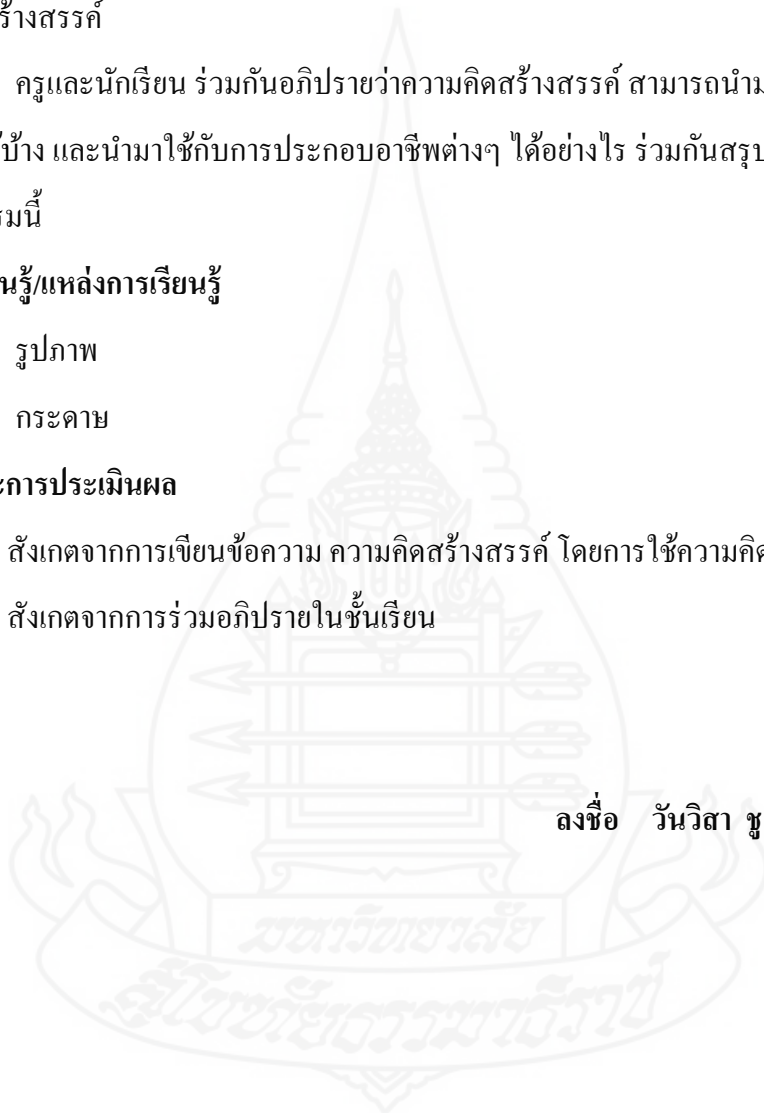 ร้างสรรค์
ครูและนักเรียน ร่วมกันอภิปรายว่าความคิดสร้างสรรค์ สามารถนำม
บ้าง และนำมาใช้กับการประกอบอาชีพต่างๆ ได้อย่างไร ร่วมกันสรุป
รมนี้
นรู้/แหล่งการเรียนรู้
รูปภาพ
กระดาษ
ะการประเมินผล
สังเกตจากการเขียนข้อความ ความคิดสร้างสรรค์ โดยการใช้ความคิด
สังเกตจากการร่วมอภิปรายในชั้นเรียน
ลงชื่อ วันวิสา ชู
มหาวิทยาลัย
สุโขทัยธรรมาธิราช